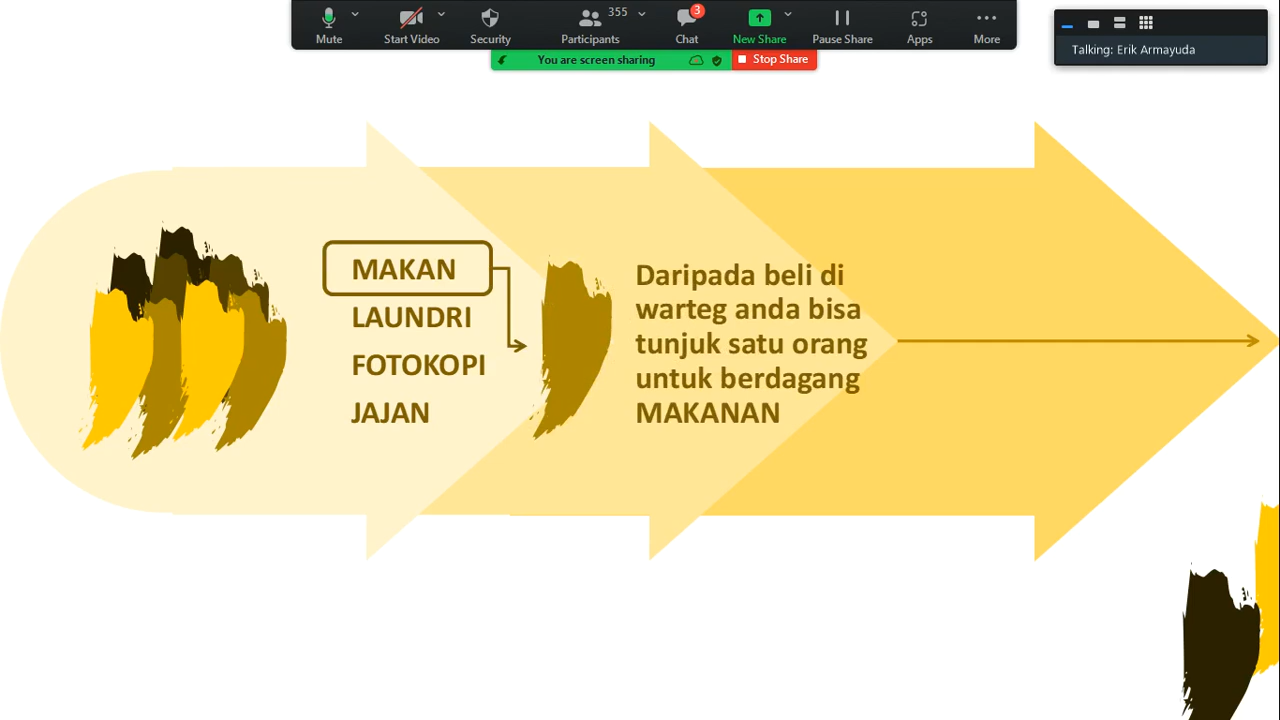 355
3
Mute
Start Video
Security
Participants
Chat
New Share
Pause Share
Apps
More
You are screen sharing
Stop Share
Talking: Erik Armayuda
MAKAN
LAUNDRI
FOTOKOPI
JAJAN
Daripada beli di
warteg anda bisa
tunjuk satu orang
untuk berdagang
MAKANAN